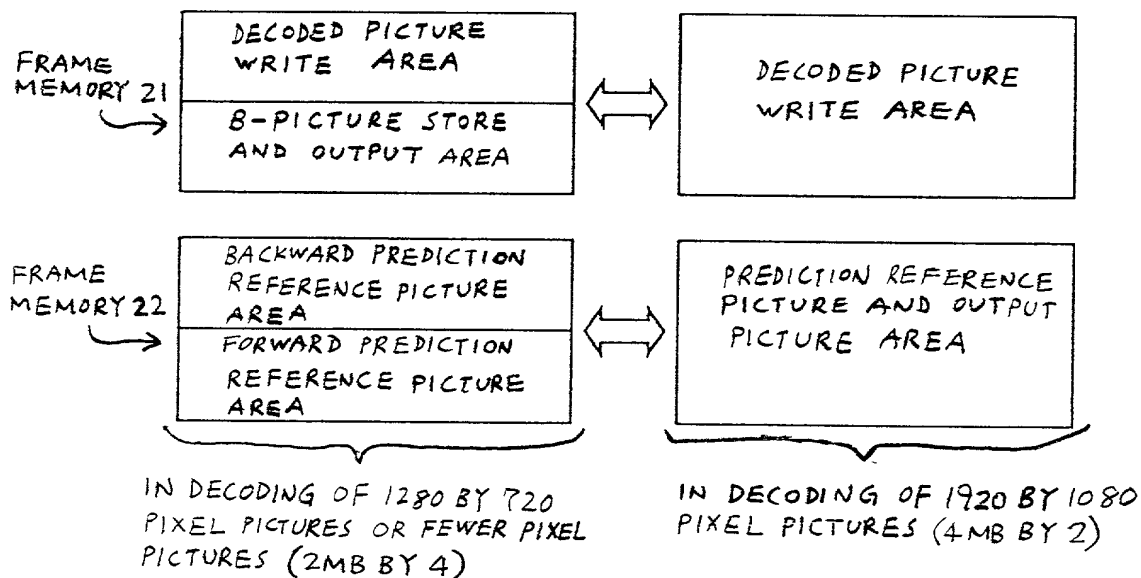 FRAME
MEMORY 21
DECODED PICTURE
WRITE AREA
B-PICTURE STORE
AND OUTPUT AREA
DECODED PICTURE
WRITE AREA
FRAME
MEMORY 22
BACKWARD PREDICTION
REFERENCE PICTURE
AREA
FORWARD PREDICTION
REFERENCE PICTURE
AREA
PREDICTION REFERENCE
PICTURE AND OUTPUT
PICTURE AREA
IN DECODING OF 1280 BY 720
PIXEL PICTURES OR FEWER PIXEL
PICTURES (2MB BY 4)
IN DECODING OF 1920 BY 1080
PIXEL PICTURES (4MB BY 2)